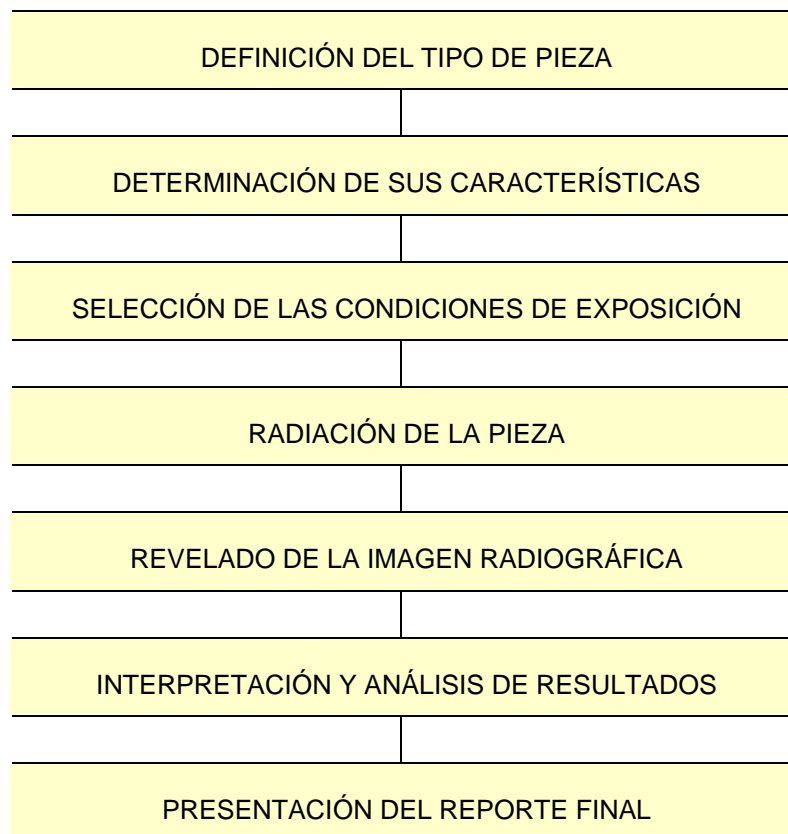 DEFINICIÓN DEL TIPO DE PIEZA
DETERMINACIÓN DE SUS CARACTERÍSTICAS
SELECCIÓN DE LAS CONDICIONES DE EXPOSICIÓN
RADIACIÓN DE LA PIEZA
REVELADO DE LA IMAGEN RADIOGRÁFICA
INTERPRETACIÓN Y ANÁLISIS DE RESULTADOS
PRESENTACIÓN DEL REPORTE FINAL